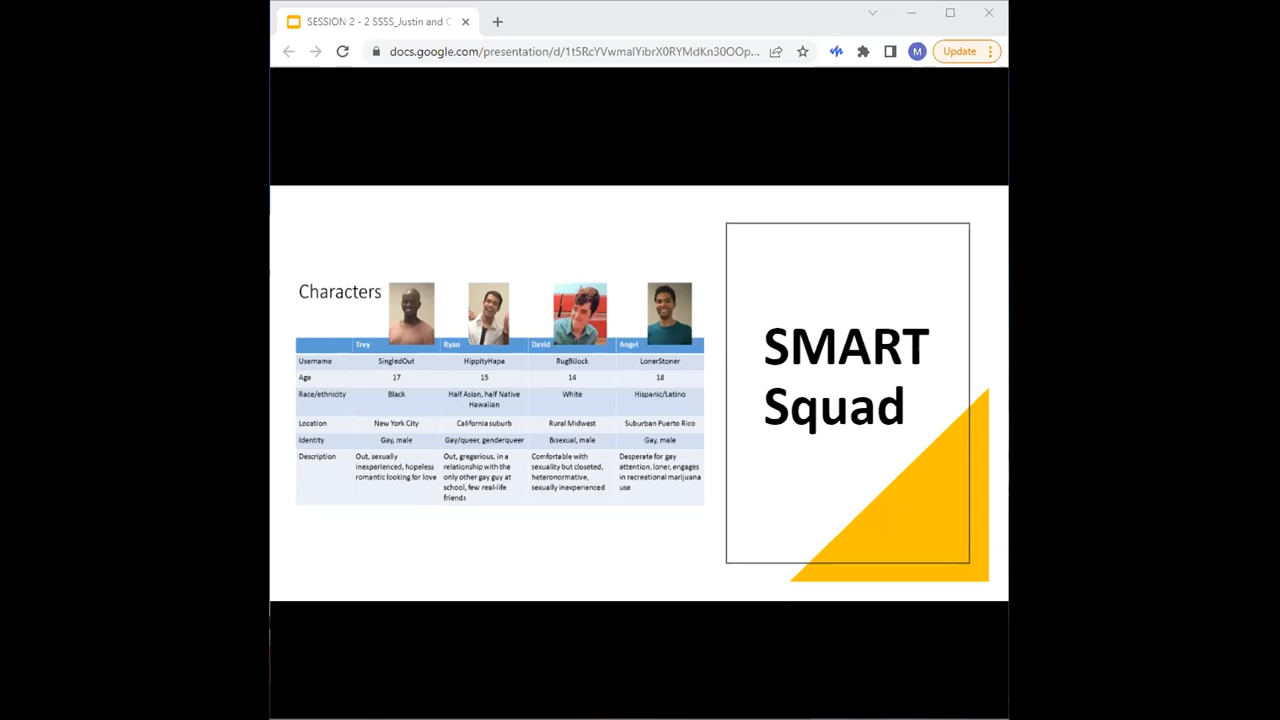 SESSION 2 - 2 SSSS_Justin and C
docs.google.com/presentation/d/1t5RcYVwmaIYibrX0RYMdKn30OOp...
M
Update
Characters
Trey Ryan David Angel
Username SingledOut HippityHapa RugBiJock LonerStoner
Age 17 15 14 18
Race/ethnicity Black Half Asian, half Native White Hispanic/Latino
Hawaiian
Location New York City California suburb Rural Midwest Suburban Puerto Rico
Identity Gay, male Gay/queer, genderqueer Bisexual, male Gay, male
Description Out, sexually Out, gregarious, in a Comfortable with Desperate for gay
inexperienced, hopeless relationship with the sexuality but closeted, attention, loner, engages
romantic looking for love only other gay guy at heteronormative, in recreational marijuana
school, few real-life sexually inexperienced use
friends
SMART
Squad